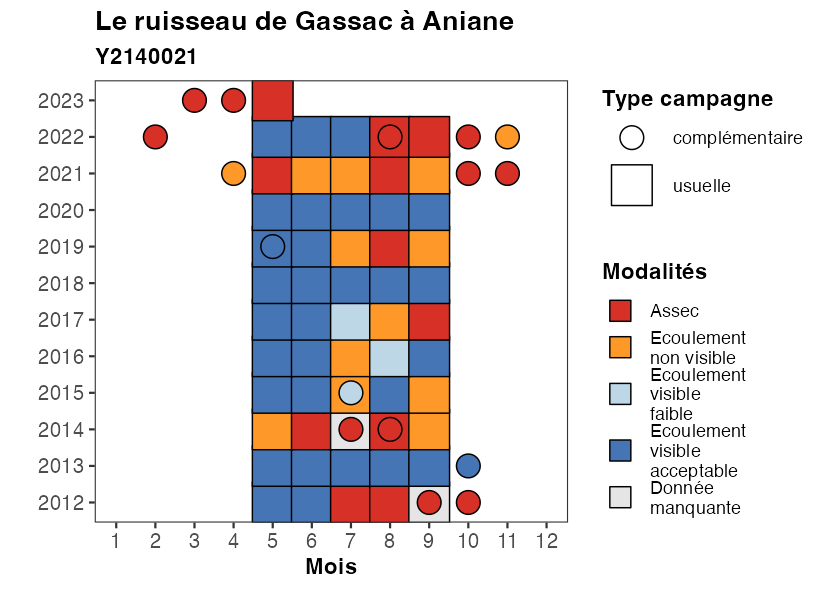 Le ruisseau de Gassac à Aniane
Y2140021
2023
2022
2021
2020
2019
2018
2017
2016
2015
2014
2013
2012
1 2 3 4 5 6 7 8 9 10 11 12
Mois
Type campagne
complémentaire
usuelle
Modalités
Assec
Ecoulement
non visible
Ecoulement
visible
faible
Ecoulement
visible
acceptable
Donnée
manquante